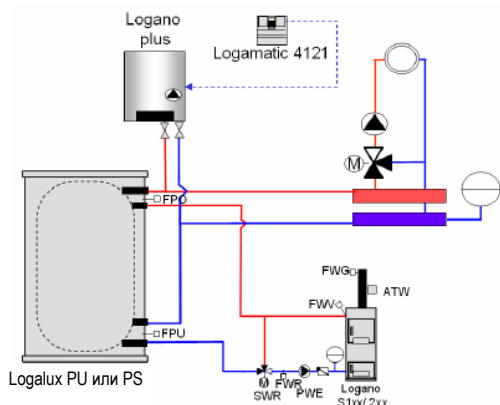 Logano
plus
Logamatic 4121
M
FPO
FWG
ATW
FWV
FPU
Logalux PU или PS
M
SWR
FWR
PWE
Logano
S1xx/ 2xx